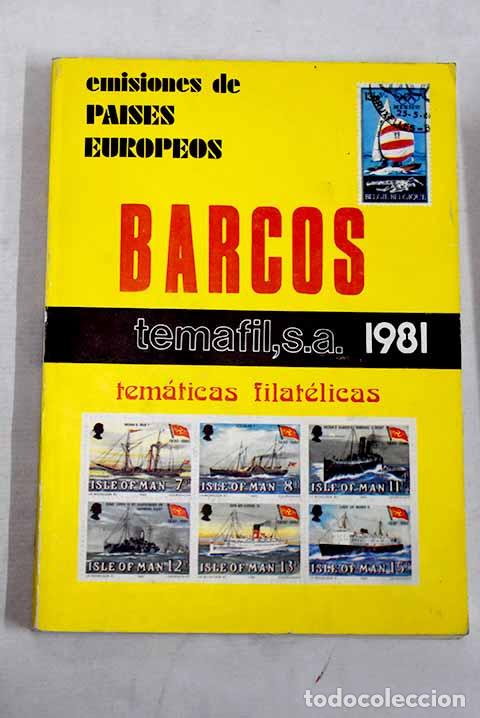 emisiones de
PAISES
EUROPEOS
MEXICO
BELGIE-BELGIQUE
BARCOS
temafil,s.a. 1981
temáticas filatélicas
ISLE OF MAN 7
ISLE OF MAN 8
ISLE OF MAN 11
ISLE OF MAN 12
ISLE OF MAN 13
ISLE OF MAN 15
todocoleccion